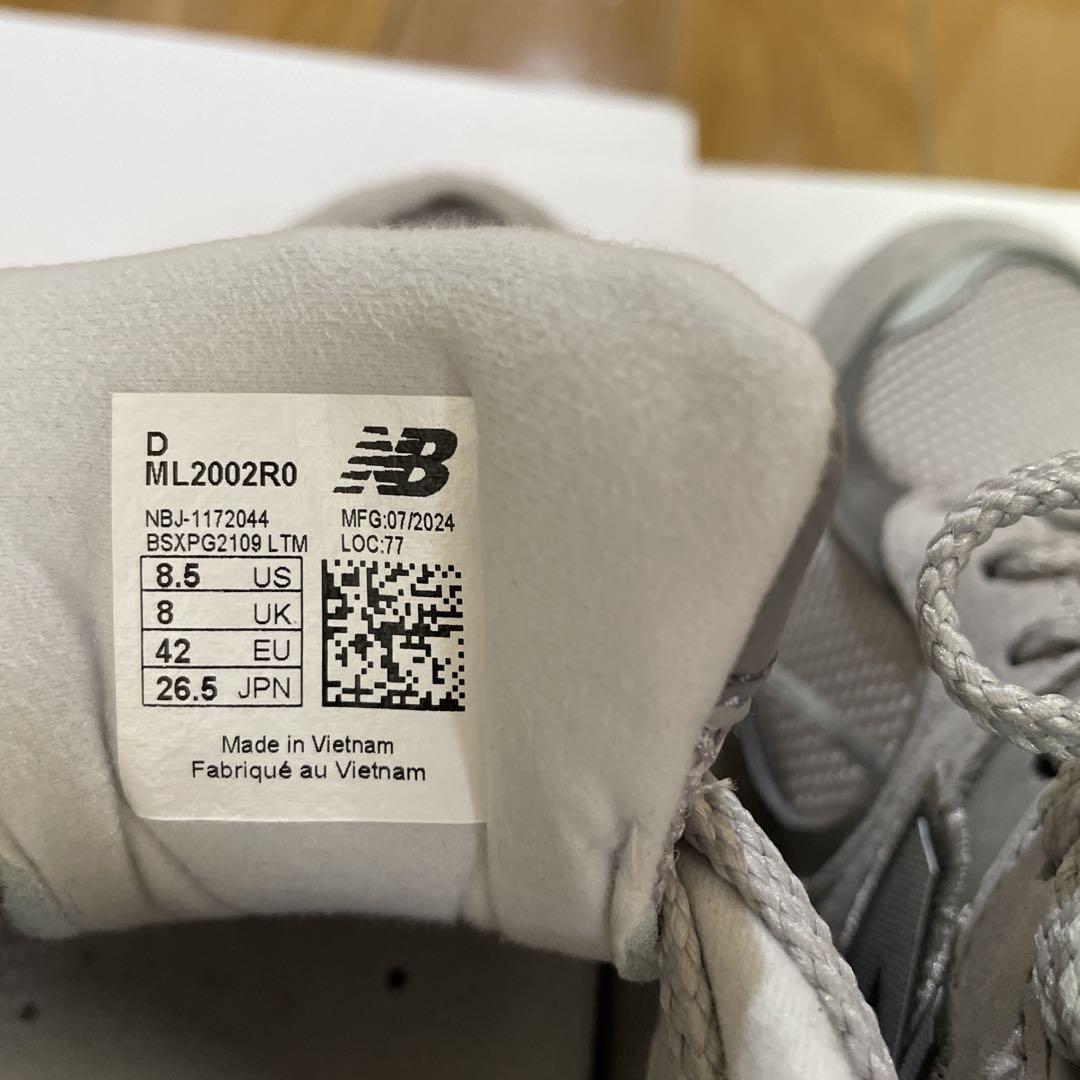 D
ML2002R0
NB
NBJ-1172044
MFG:07/2024
BSXPG2109 LTM
LOC:77
8.5 US
8 UK
42 EU
26.5 JPN
Made in Vietnam
Fabriqué au Vietnam